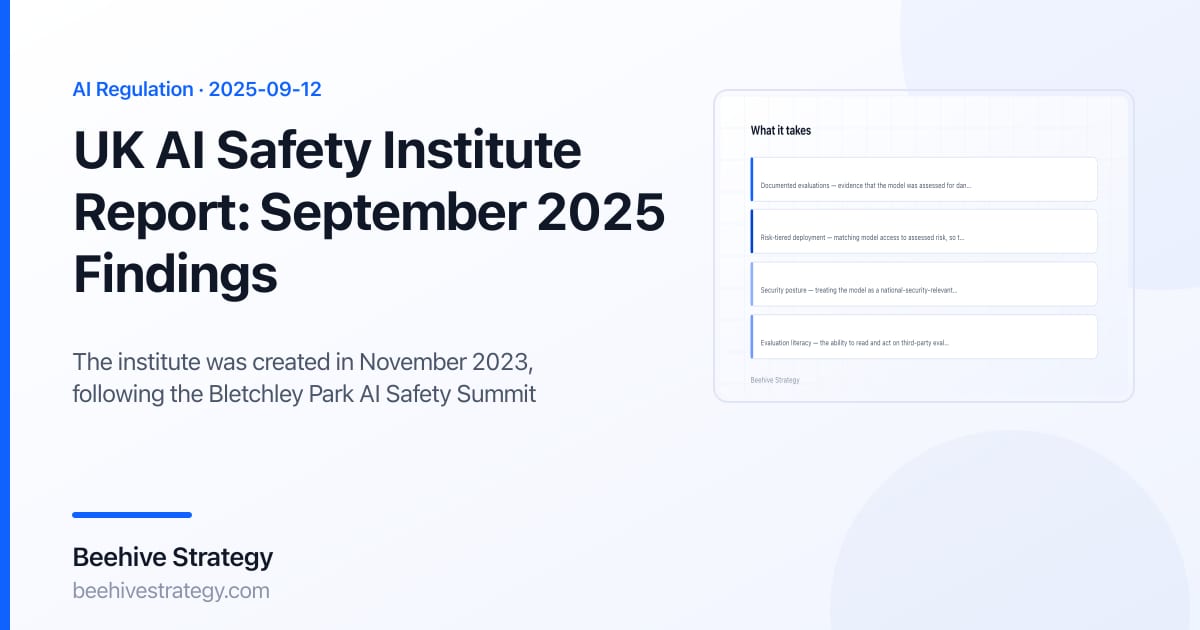 AI Regulation · 2025-09-12
UK AI Safety Institute
Report: September 2025
Findings
The institute was created in November 2023,
following the Bletchley Park AI Safety Summit
Beehive Strategy
beehivestrategy.com
What it takes
Documented evaluations — evidence that the model was assessed for dan...
Risk-tiered deployment — matching model access to assessed risk, so t...
Security posture — treating the model as a national-security-relevant...
Evaluation literacy — the ability to read and act on third-party eval...
Beehive Strategy